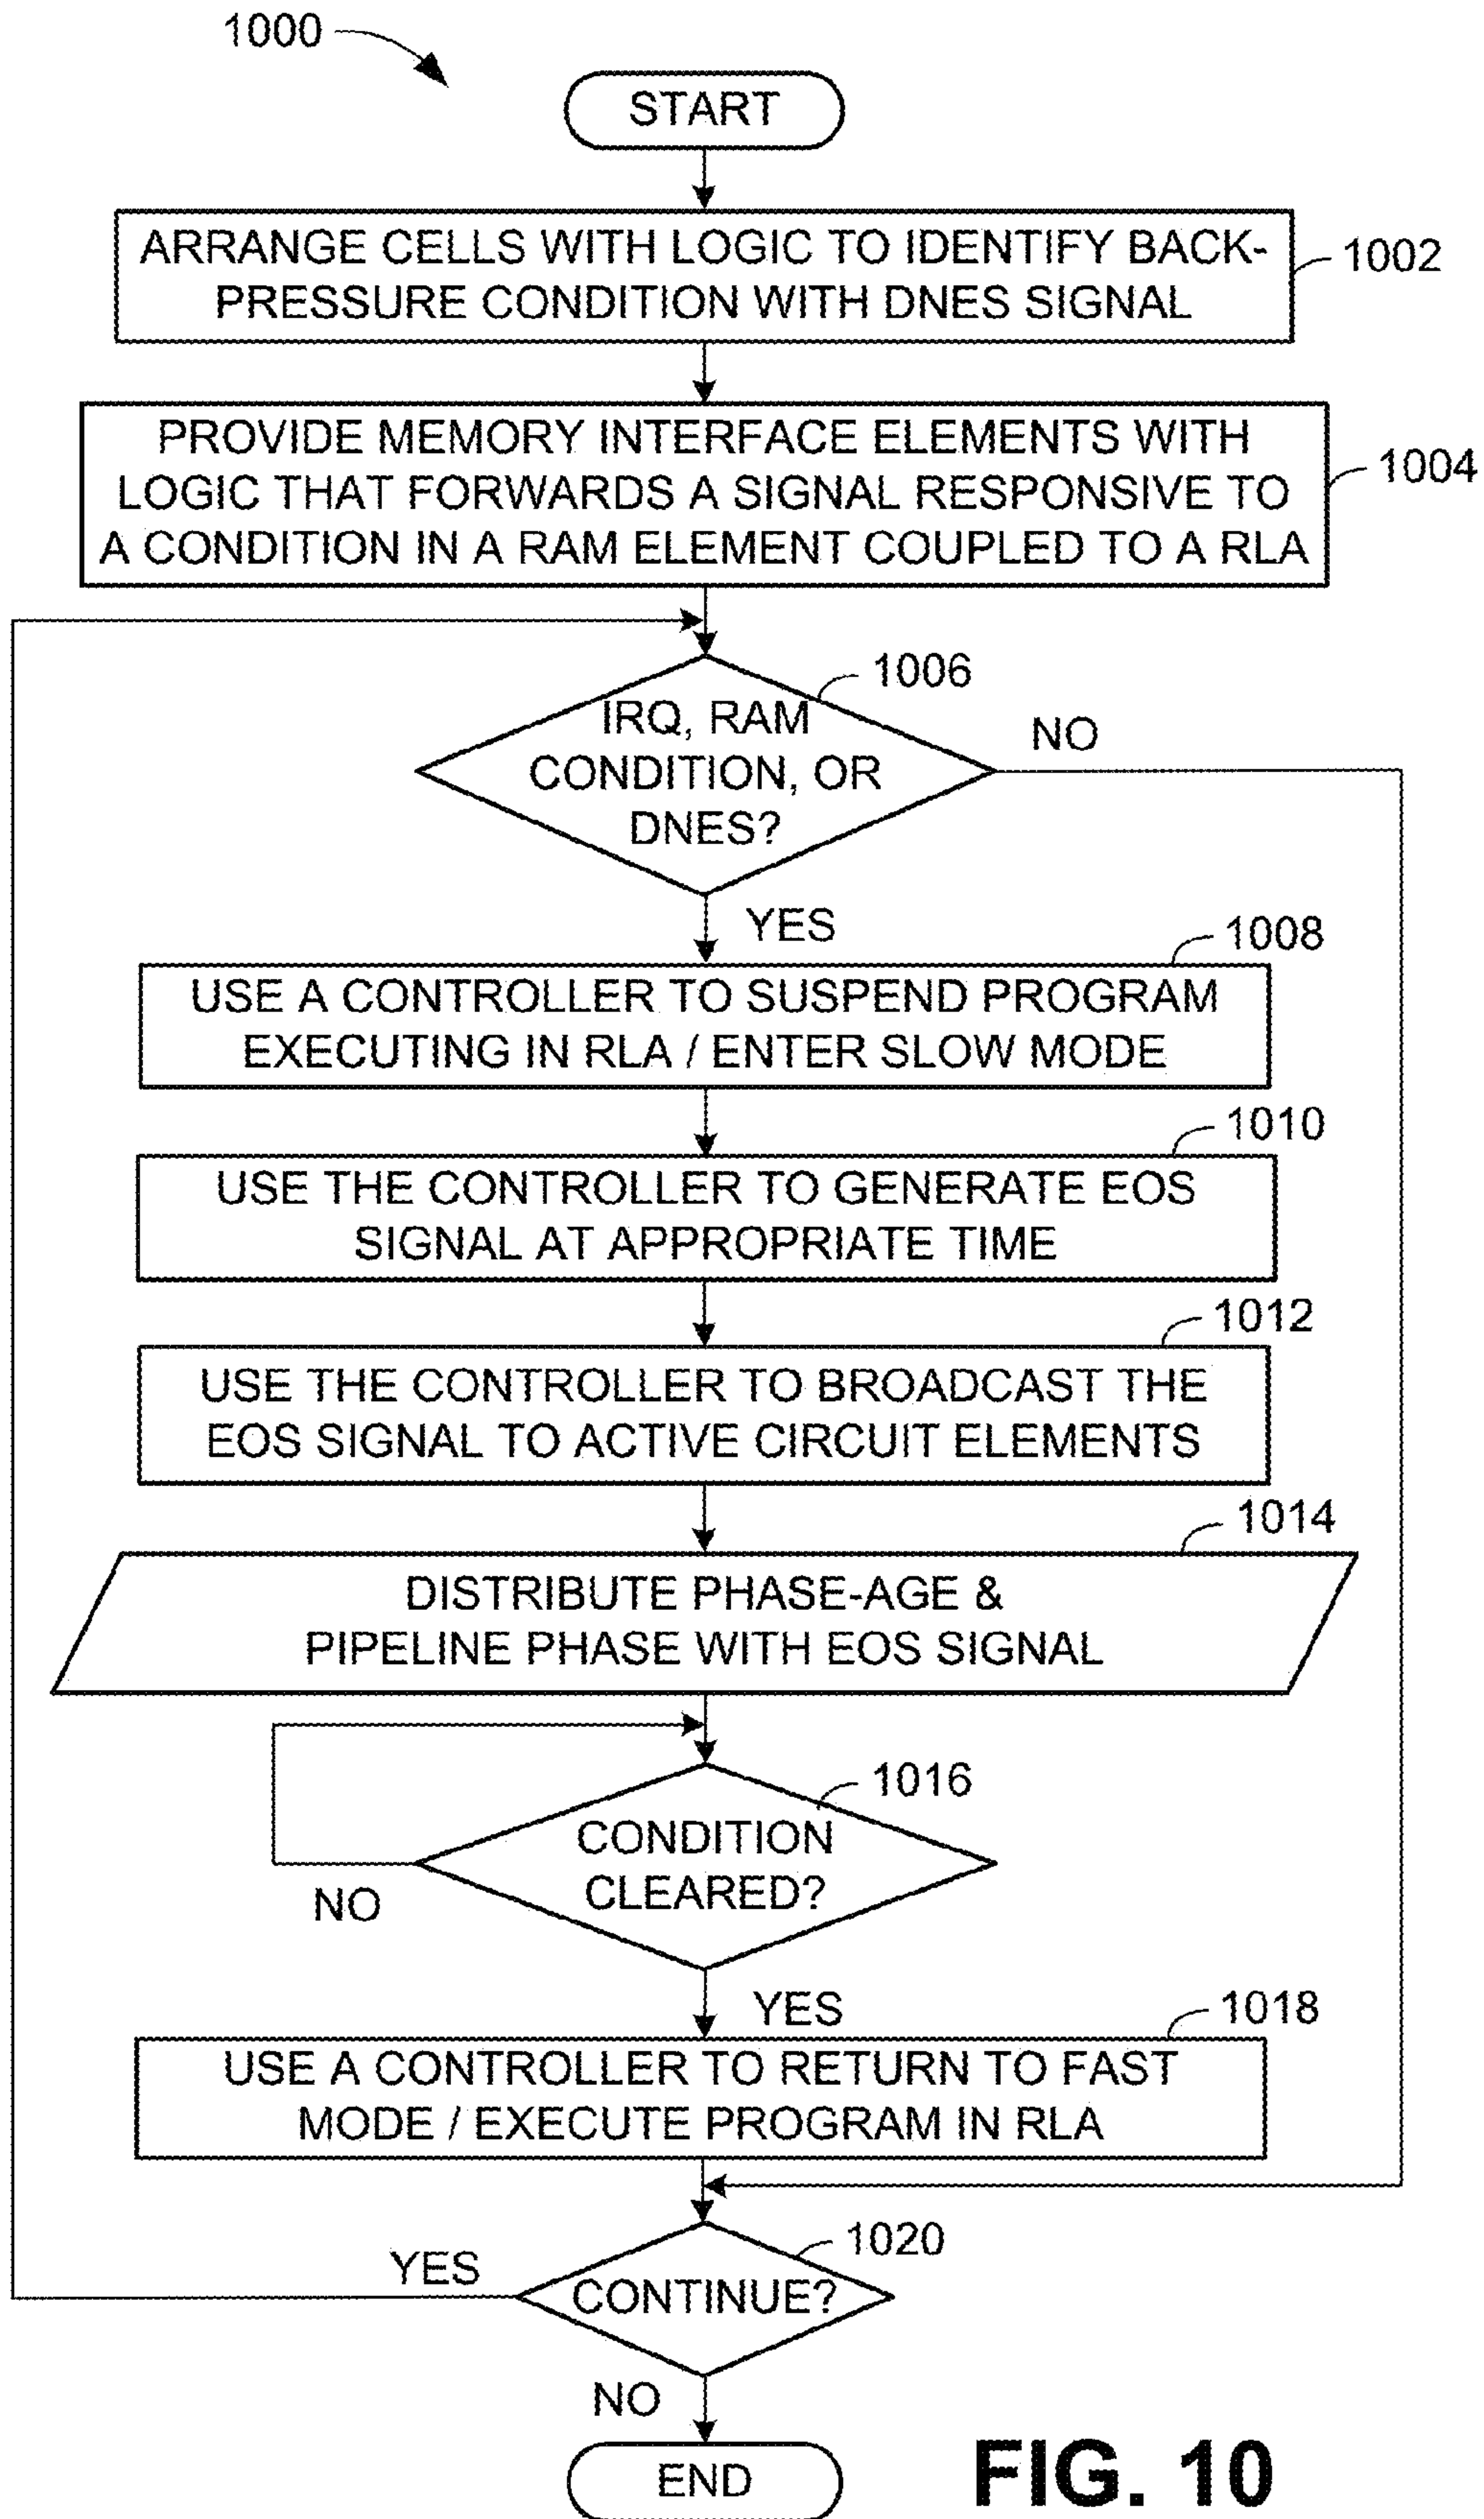 1000
START
ARRANGE CELLS WITH LOGIC TO IDENTIFY BACK-
PRESSURE CONDITION WITH DNES SIGNAL
1002
PROVIDE MEMORY INTERFACE ELEMENTS WITH
LOGIC THAT FORWARDS A SIGNAL RESPONSIVE TO
A CONDITION IN A RAM ELEMENT COUPLED TO A RLA
1004
1006
IRQ, RAM
CONDITION, OR
DNES?
NO
YES
1008
USE A CONTROLLER TO SUSPEND PROGRAM
EXECUTING IN RLA / ENTER SLOW MODE
1010
USE THE CONTROLLER TO GENERATE EOS
SIGNAL AT APPROPRIATE TIME
1012
USE THE CONTROLLER TO BROADCAST THE
EOS SIGNAL TO ACTIVE CIRCUIT ELEMENTS
1014
DISTRIBUTE PHASE-AGE &
PIPELINE PHASE WITH EOS SIGNAL
1016
CONDITION
CLEARED?
NO
YES
1018
USE A CONTROLLER TO RETURN TO FAST
MODE / EXECUTE PROGRAM IN RLA
1020
YES
CONTINUE?
NO
END
FIG. 10